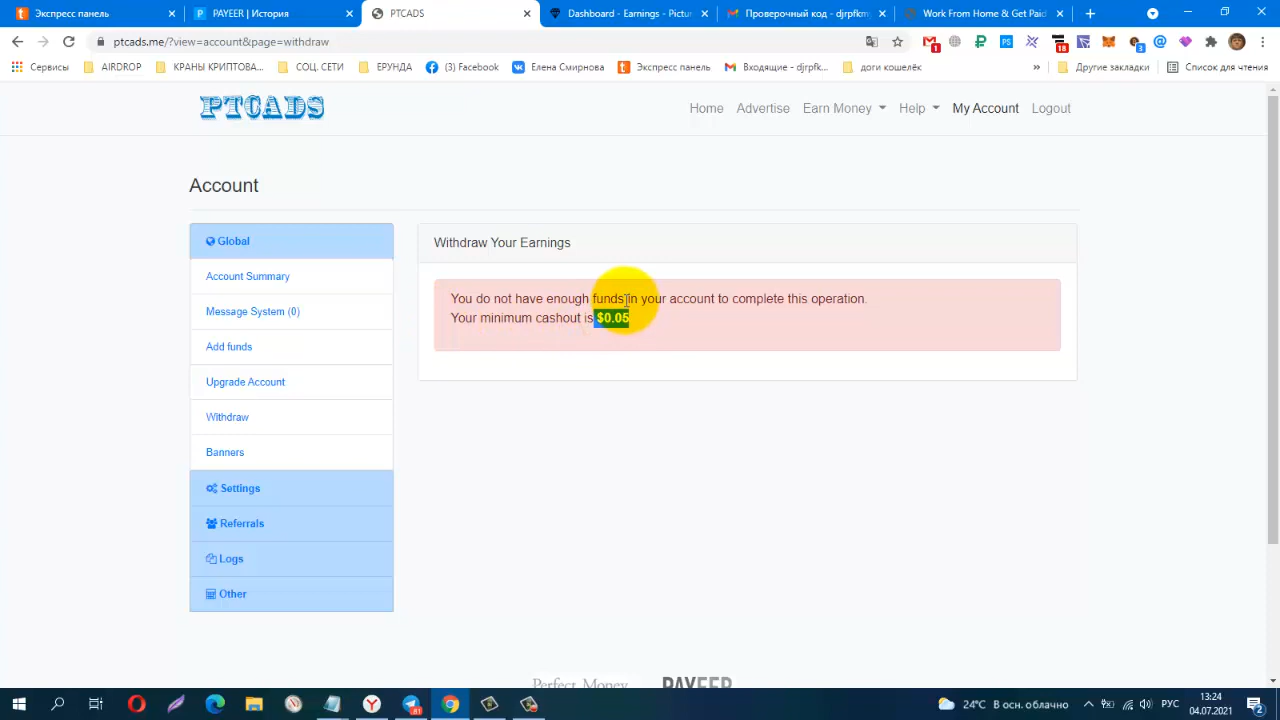 Экспресс панель
PAYEER | История
PTCADS
Dashboard - Earnings - Pictur
Проверочный код - djrpfkm
Work From Home & Get Paid
ptcads.me/?view=account&page=withdraw
1
18
3
Сервисы
AIRDROP
КРАНЫ КРИПТОВА...
СОЦ. СЕТИ
ЕРУНДА
(3) Facebook
Елена Смирнова
Экспресс панель
Входящие - djrpfk...
доги кошелёк
»
Другие закладки
Список для чтения
PTCADS
Home
Advertise
Earn Money
Help
My Account
Logout
Account
Global
Account Summary
Message System (0)
Add funds
Upgrade Account
Withdraw
Banners
Settings
Referrals
Logs
Other
Withdraw Your Earnings
You do not have enough funds in your account to complete this operation.
Your minimum cashout is $0.05
Perfect Money
PAYEER
24°C В осн. облачно
РУС
13:24
04.07.2021
2